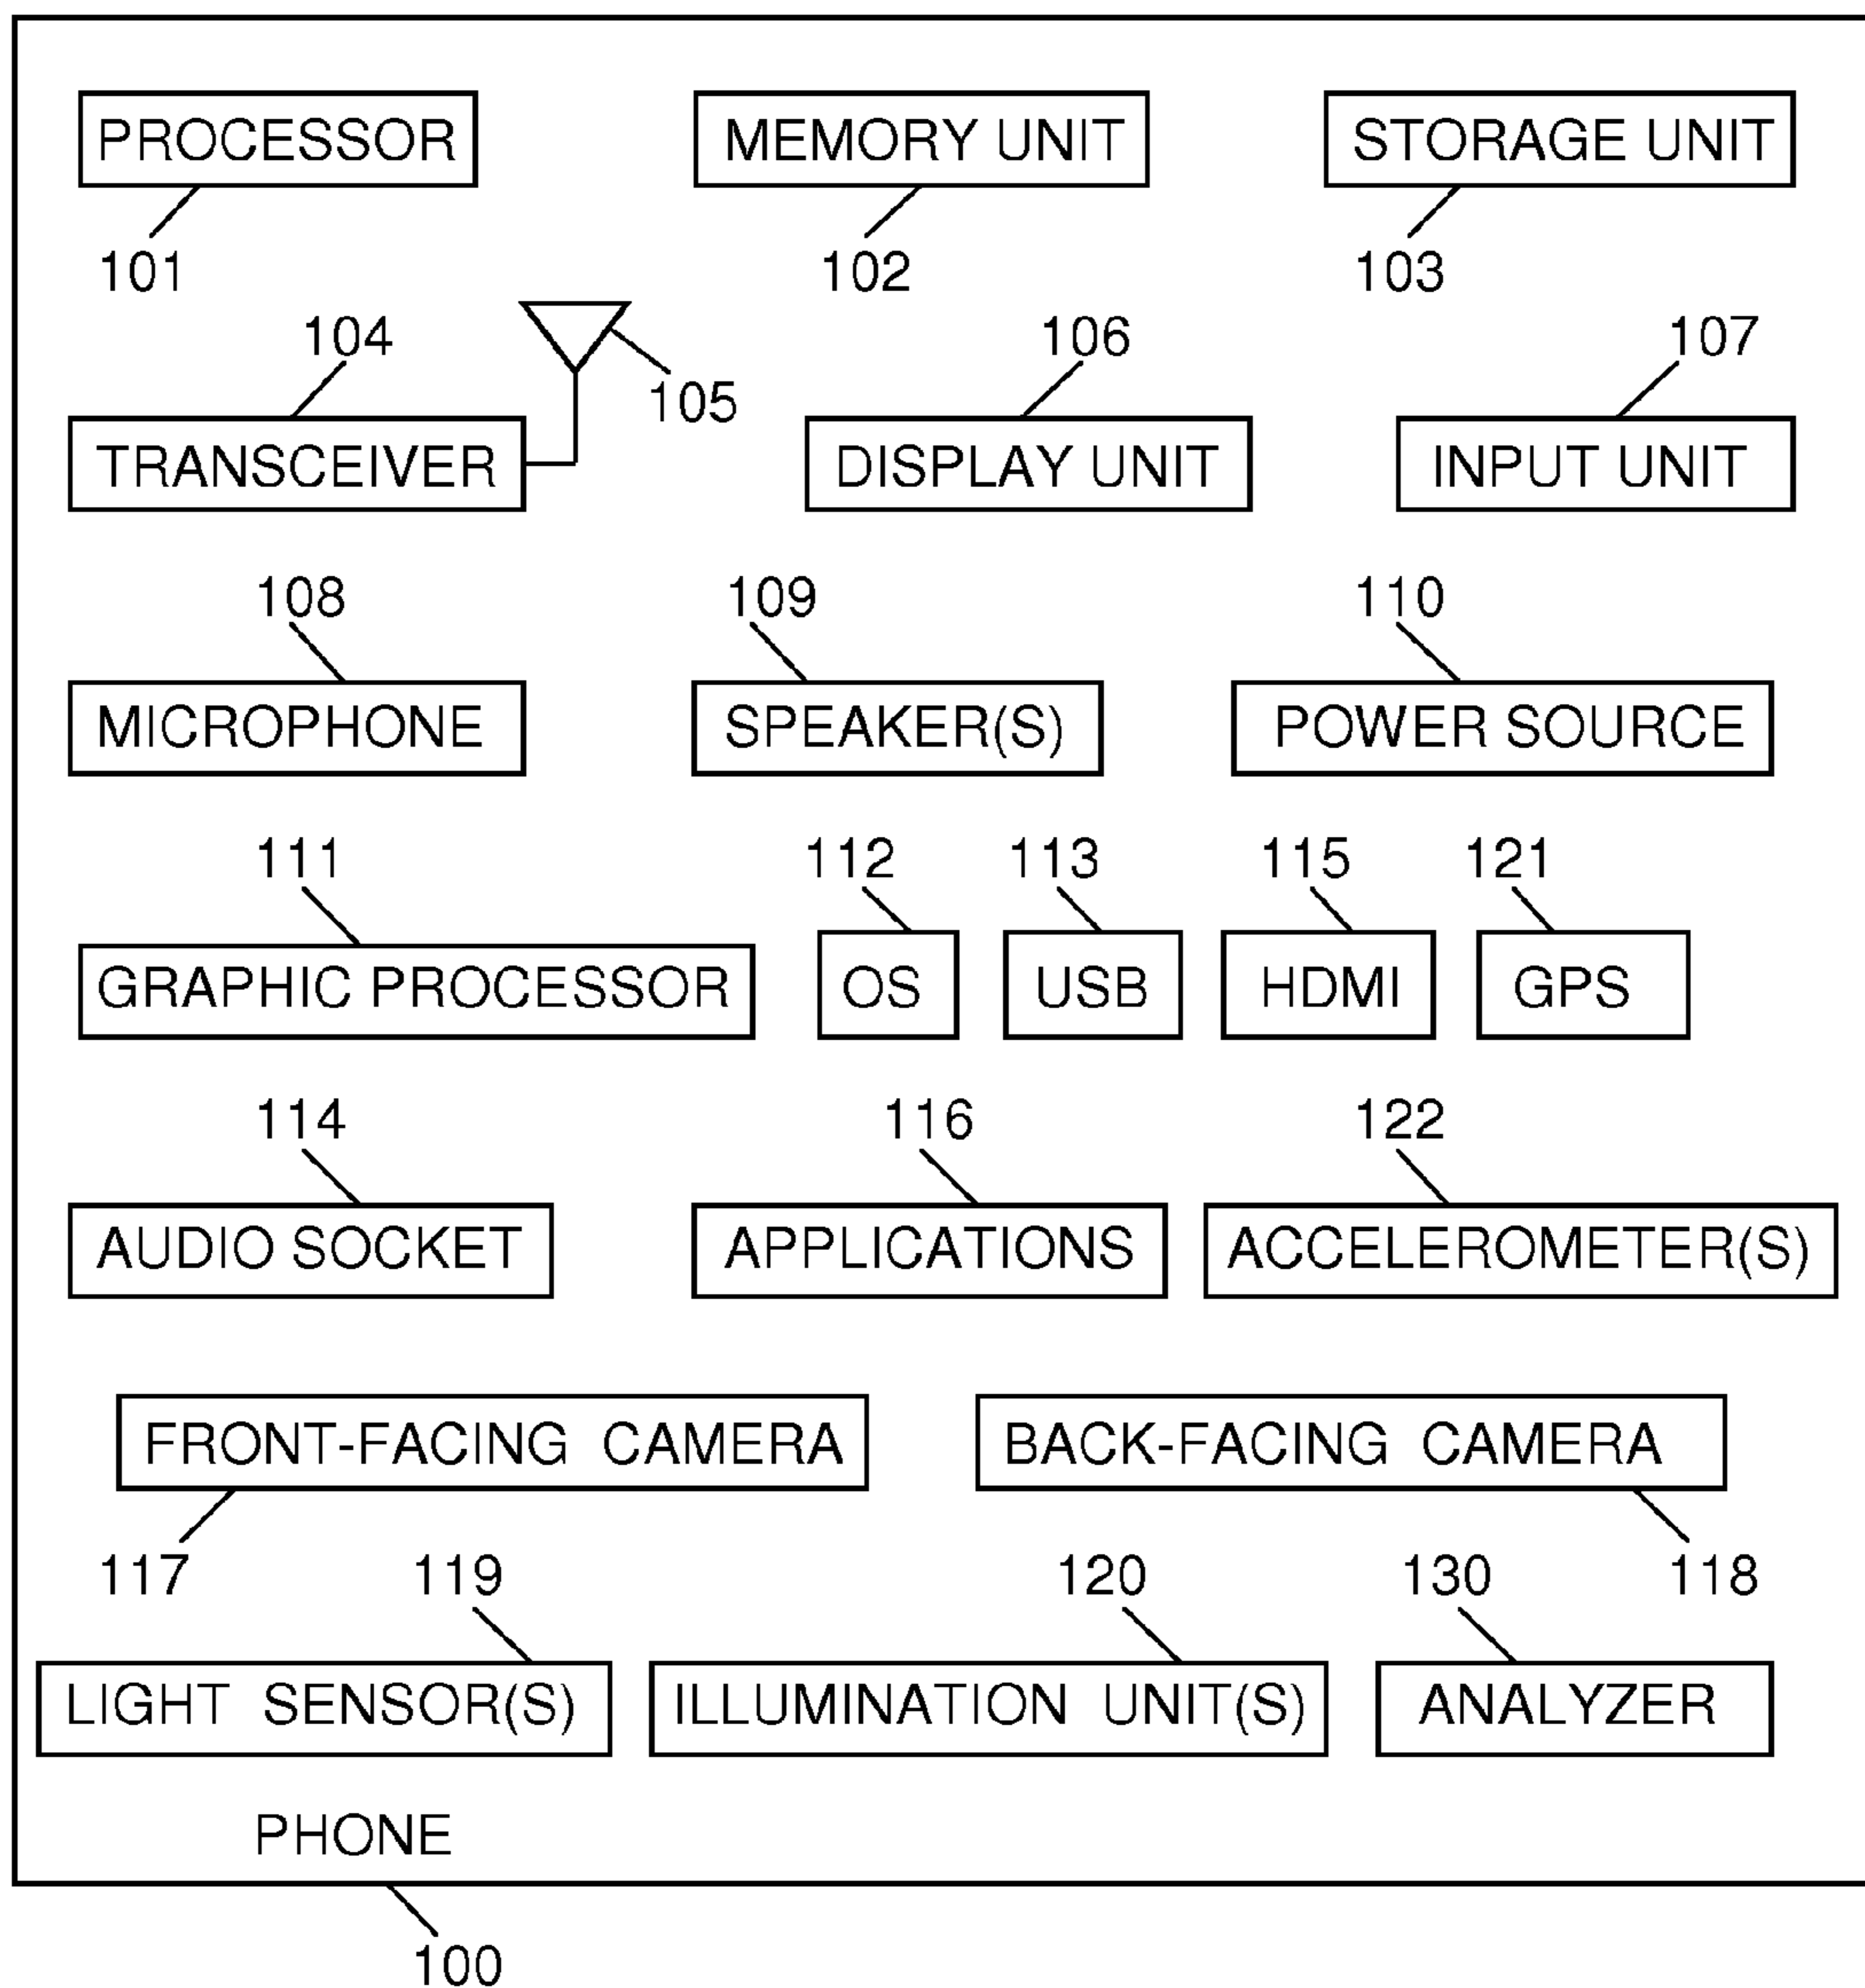 PROCESSOR MEMORY UNIT STORAGE UNIT
101 102 103
104 106 107
105
TRANSCEIVER DISPLAY UNIT INPUT UNIT
108 109 110
MICROPHONE SPEAKER(S) POWER SOURCE
111 112 113 115 121
GRAPHIC PROCESSOR OS USB HDMI GPS
114 116 122
AUDIO SOCKET APPLICATIONS ACCELEROMETER(S)
FRONT-FACING CAMERA BACK-FACING CAMERA
117 119 120 130 118
LIGHT SENSOR(S) ILLUMINATION UNIT(S) ANALYZER
PHONE
100